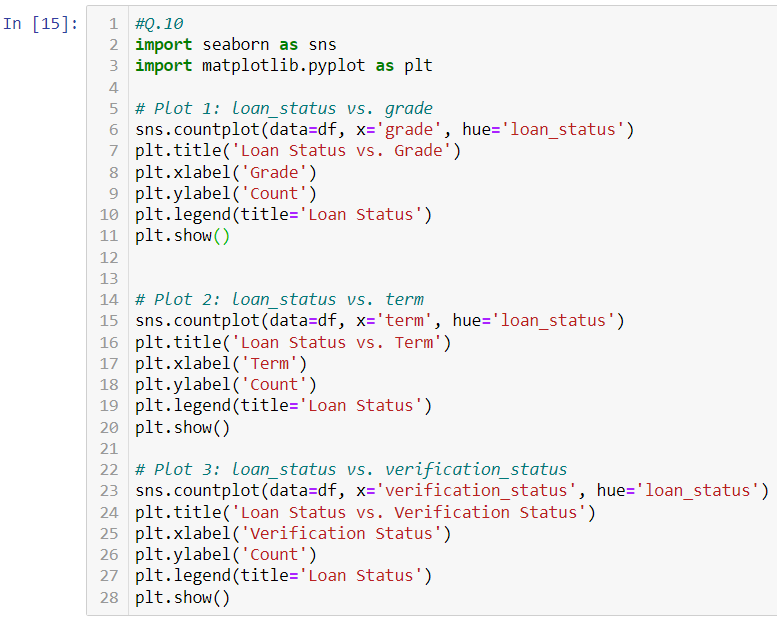 In [15]:
1 #Q.10
2 import seaborn as sns
3 import matplotlib.pyplot as plt
4
5 # Plot 1: loan_status vs. grade
6 sns.countplot(data=df, x='grade', hue='loan_status')
7 plt.title('Loan Status vs. Grade')
8 plt.xlabel('Grade')
9 plt.ylabel('Count')
10 plt.legend(title='Loan Status')
11 plt.show()
12
13
14 # Plot 2: loan_status vs. term
15 sns.countplot(data=df, x='term', hue='loan_status')
16 plt.title('Loan Status vs. Term')
17 plt.xlabel('Term')
18 plt.ylabel('Count')
19 plt.legend(title='Loan Status')
20 plt.show()
21
22 # Plot 3: loan_status vs. verification_status
23 sns.countplot(data=df, x='verification_status', hue='loan_status')
24 plt.title('Loan Status vs. Verification Status')
25 plt.xlabel('Verification Status')
26 plt.ylabel('Count')
27 plt.legend(title='Loan Status')
28 plt.show()